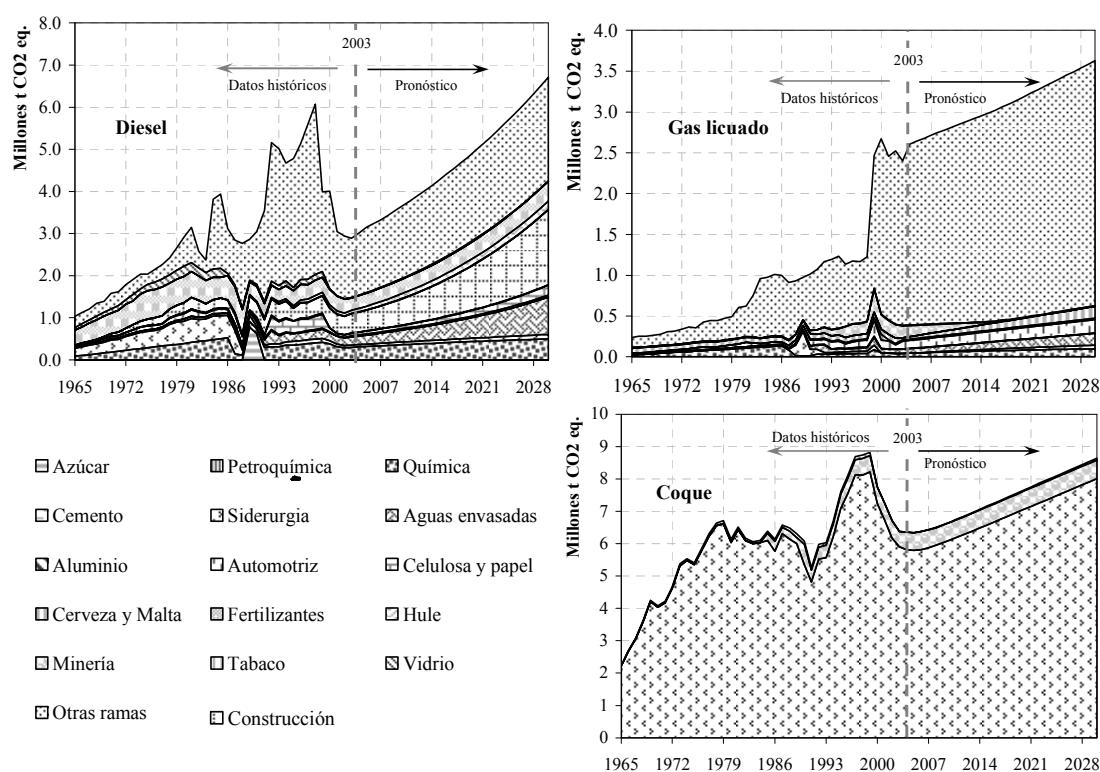 Millones t CO2 eq.
8.0
7.0
6.0
5.0
4.0
3.0
2.0
1.0
0.0
2003
Datos históricos
Pronóstico
Diesel
1965 1972 1979 1986 1993 2000 2007 2014 2021 2028
Millones t CO2 eq.
4.0
3.5
3.0
2.5
2.0
1.5
1.0
0.5
0.0
2003
Datos históricos
Pronóstico
Gas licuado
1965 1972 1979 1986 1993 2000 2007 2014 2021 2028
Azúcar Petroquímica Química
Cemento Siderurgia Aguas envasadas
Aluminio Automotriz Celulosa y papel
Cerveza y Malta Fertilizantes Hule
Minería Tabaco Vidrio
Otras ramas Construcción
Millones t CO2 eq.
10
9
8
7
6
5
4
3
2
1
0
Datos históricos
2003
Pronóstico
Coque
1965 1972 1979 1986 1993 2000 2007 2014 2021 2028